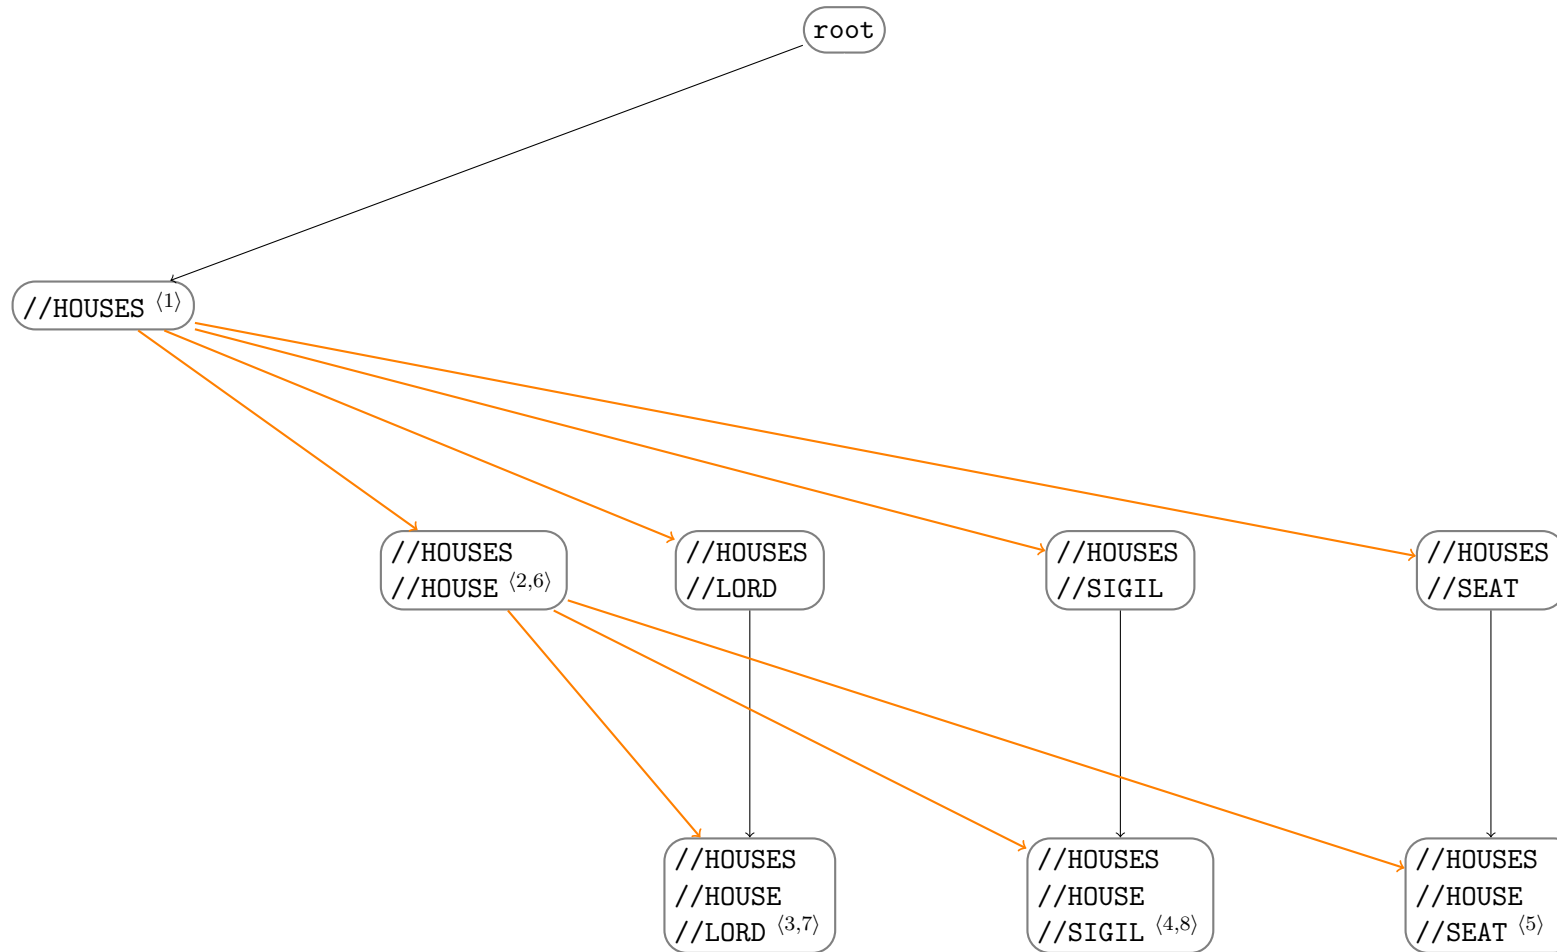 root
//HOUSES ⟨1⟩
//HOUSES
//HOUSE ⟨2,6⟩
//HOUSES
//LORD
//HOUSES
//SIGIL
//HOUSES
//SEAT
//HOUSES
//HOUSE
//LORD ⟨3,7⟩
//HOUSES
//HOUSE
//SIGIL ⟨4,8⟩
//HOUSES
//HOUSE
//SEAT ⟨5⟩